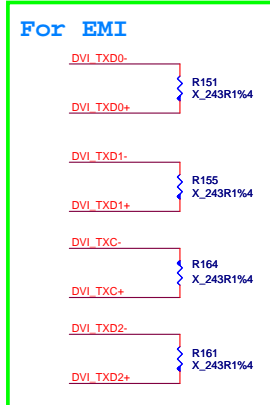 For EMI
DVI_TXD0-
R151
X_243R1%4
DVI_TXD0+
DVI_TXD1-
R155
X_243R1%4
DVI_TXD1+
DVI_TXC-
R164
X_243R1%4
DVI_TXC+
DVI_TXD2-
R161
X_243R1%4
DVI_TXD2+